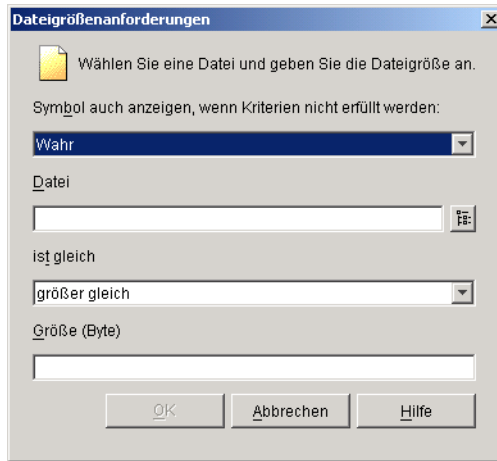 Dateigrößenanforderungen
Wählen Sie eine Datei und geben Sie die Dateigröße an.
Symbol auch anzeigen, wenn Kriterien nicht erfüllt werden:
Wahr
Datei
ist gleich
größer gleich
Größe (Byte)
OK Abbrechen Hilfe